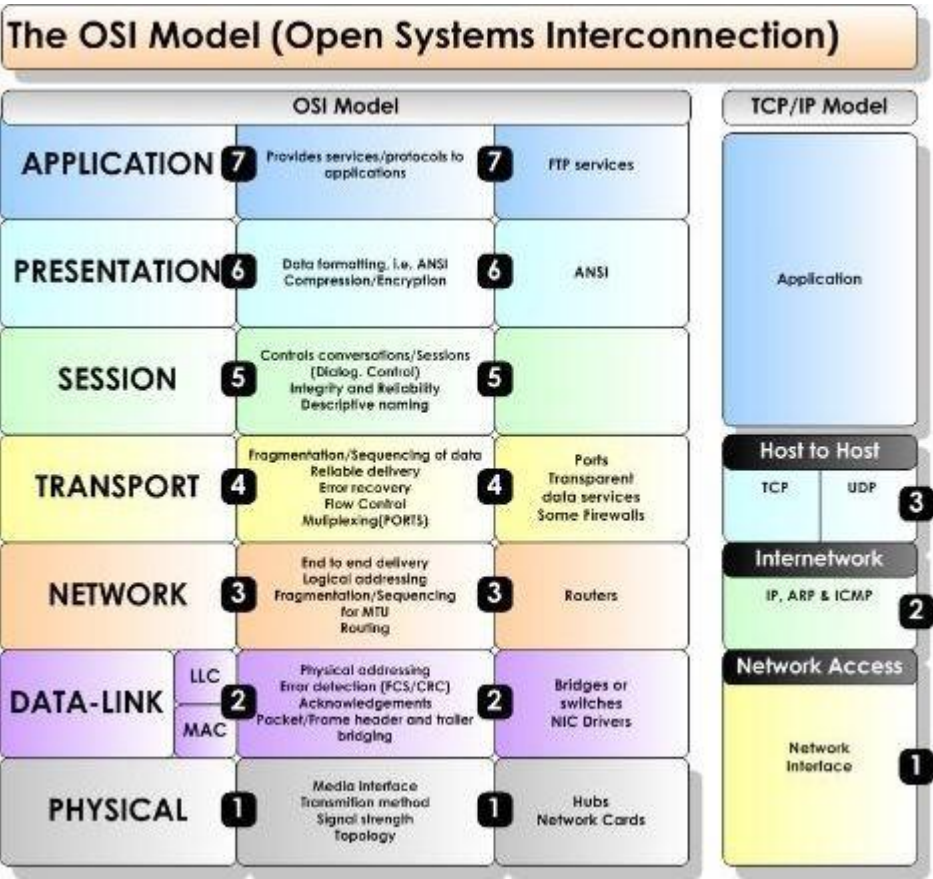 The OSI Model (Open Systems Interconnection)
OSI Model
TCP/IP Model
APPLICATION
7
Provides services/protocols to
applications
7
FTP services
PRESENTATION
6
Data formatting, i.e. ANSI
Compression/Encryption
6
ANSI
SESSION
5
Controls conversations/Sessions
(Dialog. Control)
Integrity and Reliability
Descriptive naming
5
TRANSPORT
4
Fragmentation/Sequencing of data
Reliable delivery
Error recovery
Flow Control
Muliplexing(PORTS)
4
Ports
Transparent
data services
Some Firewalls
NETWORK
3
End to end delivery
Logical addressing
Fragmentation/Sequencing
for MTU
Routing
3
Routers
DATA-LINK
LLC
MAC
2
Physical addressing
Error detection (FCS/CRC)
Acknowledgements
Packet/Frame header and trailer
bridging
2
Bridges or
switches
NIC Drivers
PHYSICAL
1
Media Interface
Transmition method
Signal strength
Topology
1
Hubs
Network Cards
Application
Host to Host
TCP
UDP
3
Internetwork
IP, ARP & ICMP
2
Network Access
Network
Interface
1